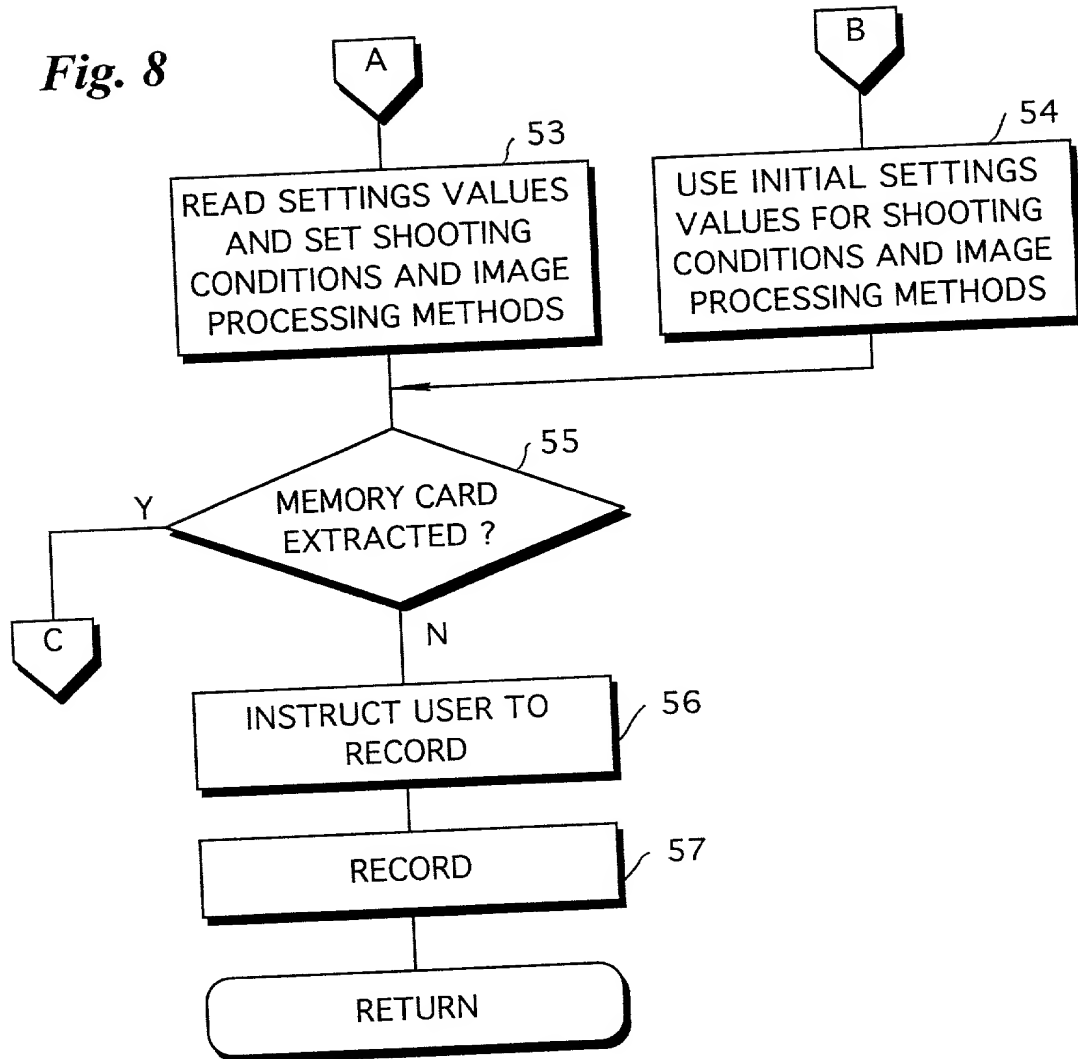 Fig. 8
A
B
53
READ SETTINGS VALUES
AND SET SHOOTING
CONDITIONS AND IMAGE
PROCESSING METHODS
54
USE INITIAL SETTINGS
VALUES FOR SHOOTING
CONDITIONS AND IMAGE
PROCESSING METHODS
55
MEMORY CARD
EXTRACTED ?
Y
C
N
INSTRUCT USER TO
RECORD
56
RECORD
57
RETURN